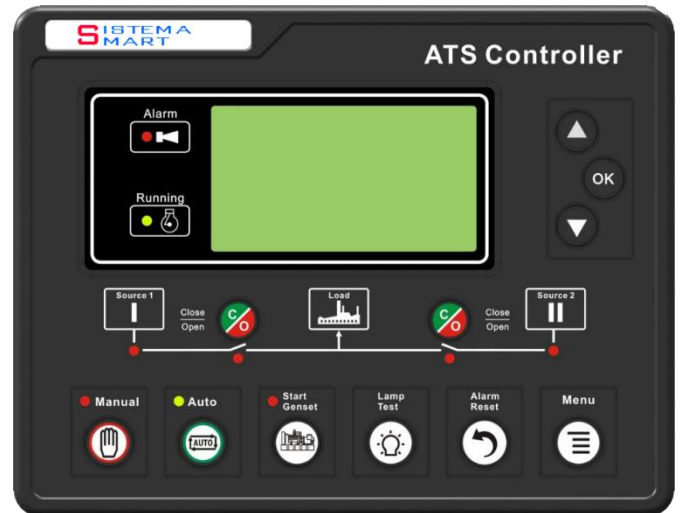 SISTEMA
SMART
ATS Controller
Alarm
Running
OK
Source 1
I
Close
Open
C/O
Load
C/O
Close
Open
Source 2
II
Manual
Auto
Start
Genset
Lamp
Test
Alarm
Reset
Menu
AUTO